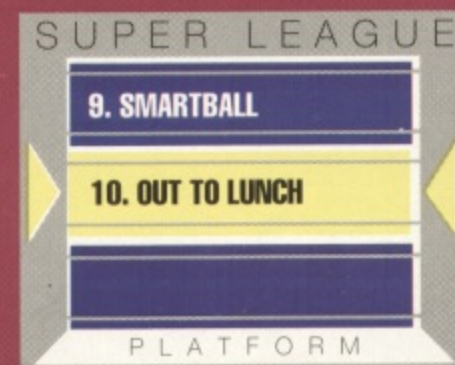 SUPER LEAGUE
9. SMARTBALL
10. OUT TO LUNCH
PLATFORM